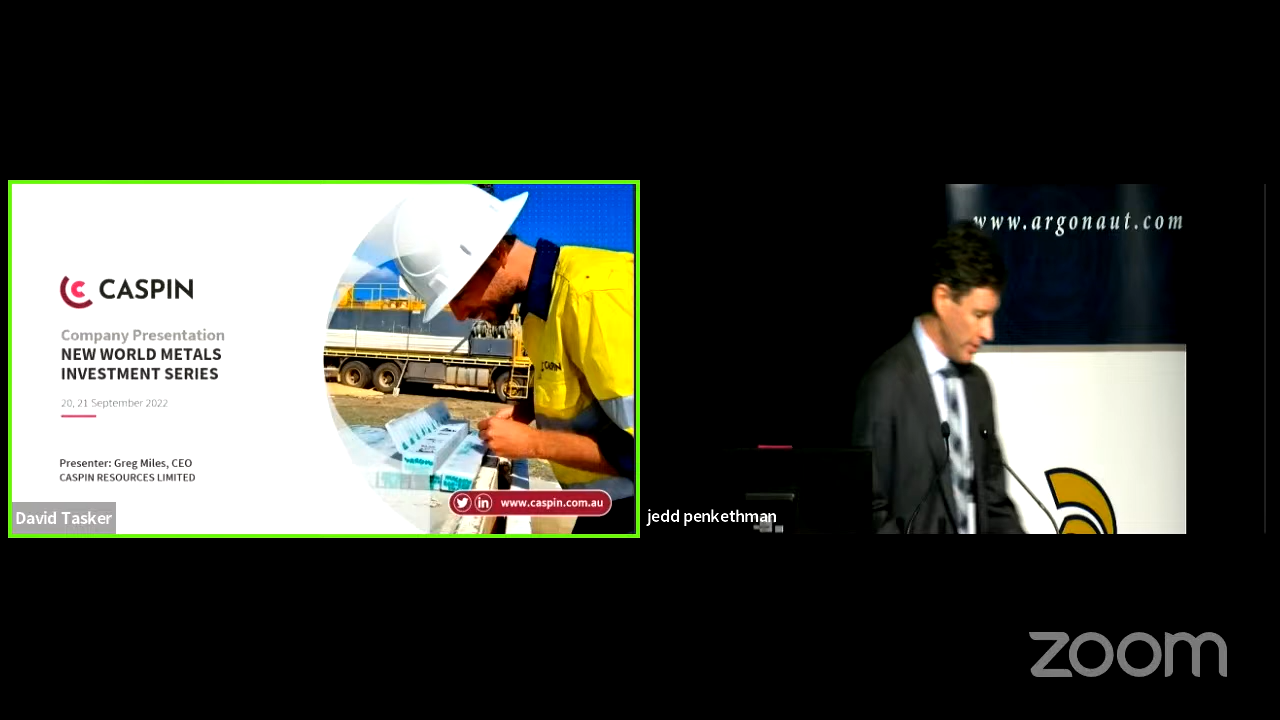 CASPIN
Company Presentation
NEW WORLD METALS
INVESTMENT SERIES
20, 21 September 2022
Presenter: Greg Miles, CEO
CASPIN RESOURCES LIMITED
www.caspin.com.au
David Tasker
CASPIN
www.argonaut.com
jedd penkethman
zoom